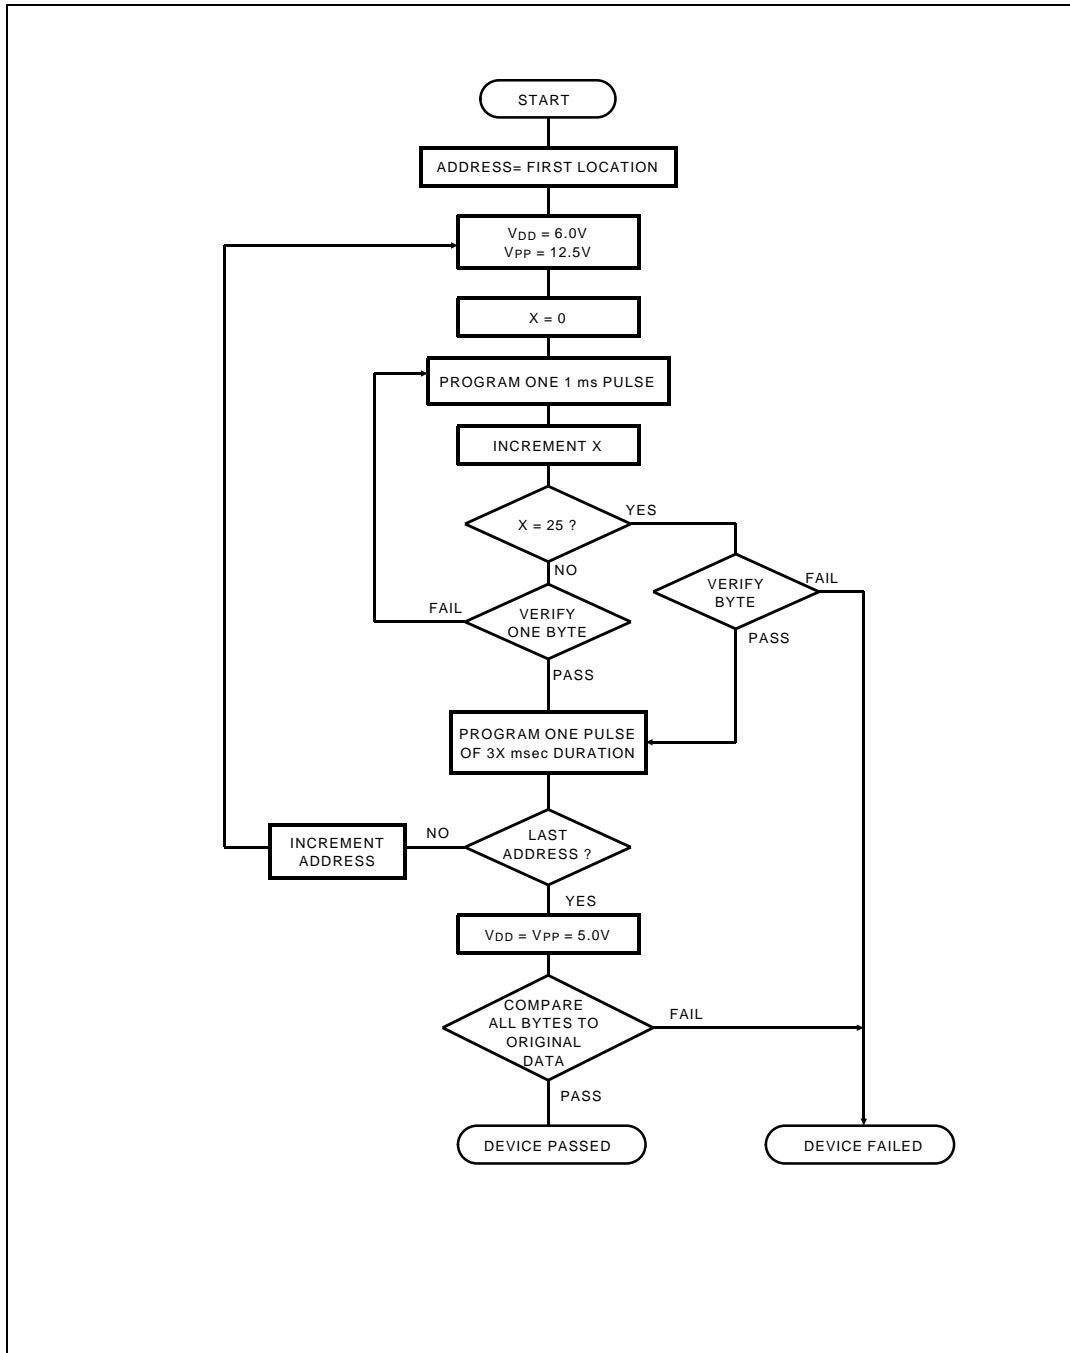 START
ADDRESS= FIRST LOCATION
VDD = 6.0V
VPP = 12.5V
X = 0
PROGRAM ONE 1 ms PULSE
INCREMENT X
X = 25 ?
YES
NO
VERIFY
BYTE
FAIL
PASS
FAIL
VERIFY
ONE BYTE
PASS
PROGRAM ONE PULSE
OF 3X msec DURATION
LAST
ADDRESS ?
NO
INCREMENT
ADDRESS
YES
VDD = VPP = 5.0V
COMPARE
ALL BYTES TO
ORIGINAL
DATA
FAIL
PASS
DEVICE PASSED
DEVICE FAILED